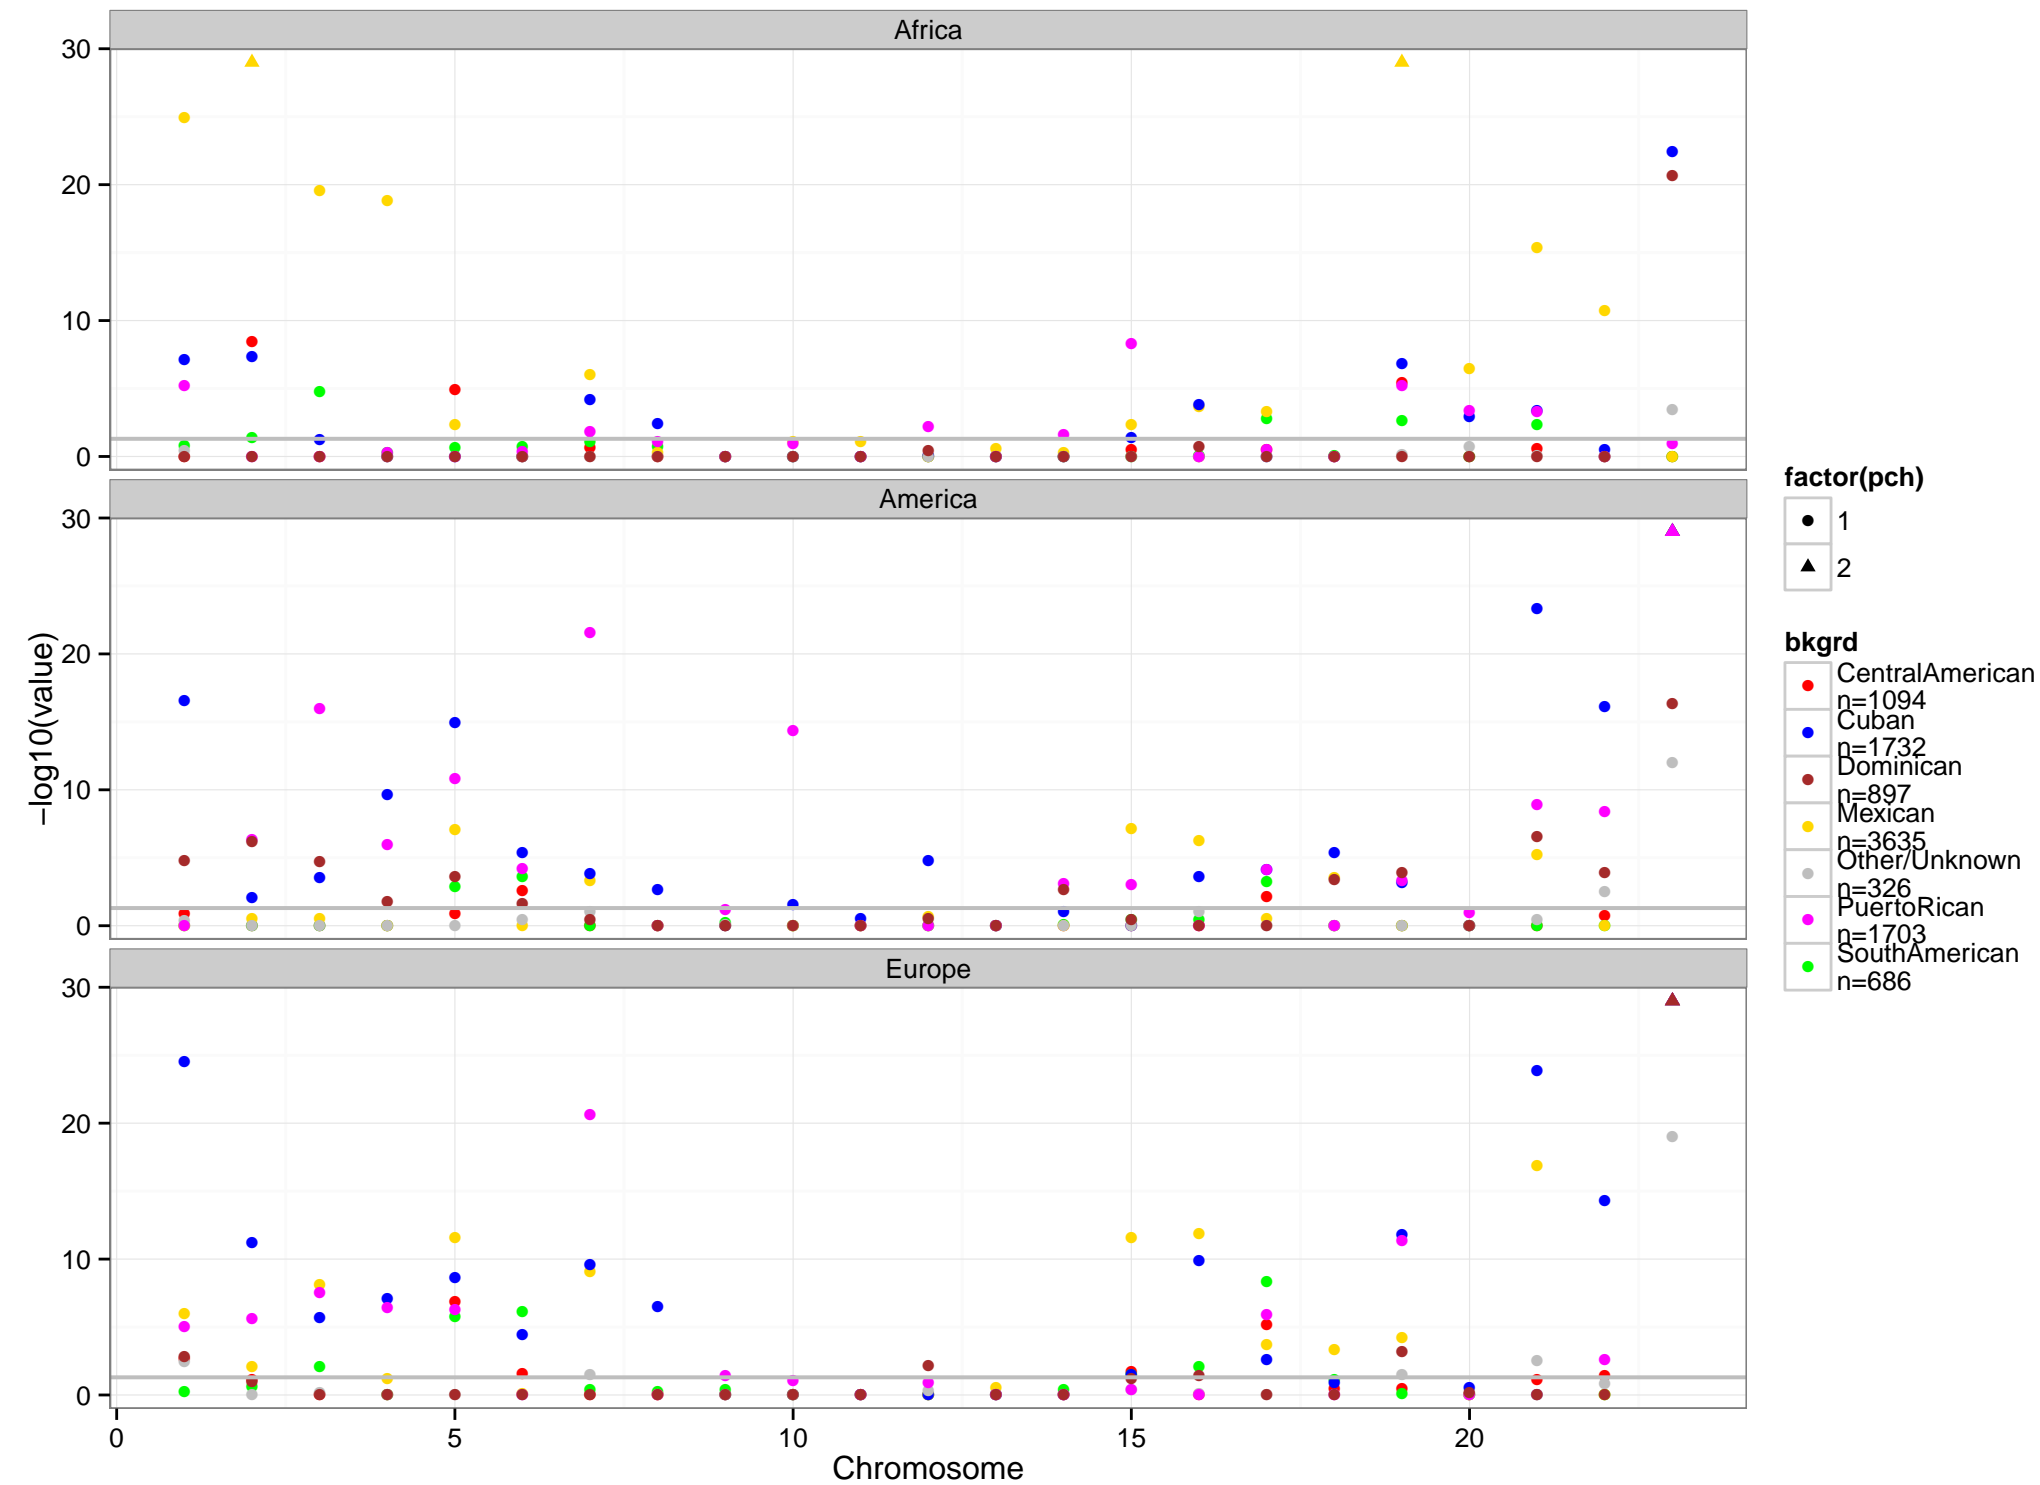 Africa
30
20
10
0
America
30
20
10
0
Europe
30
20
10
0
0 5 10 15 20
Chromosome
−log10(value)
factor(pch)
1
2
bkgrd
CentralAmerican
n=1094
Cuban
n=1732
Dominican
n=897
Mexican
n=3635
Other/Unknown
n=326
PuertoRican
n=1703
SouthAmerican
n=686